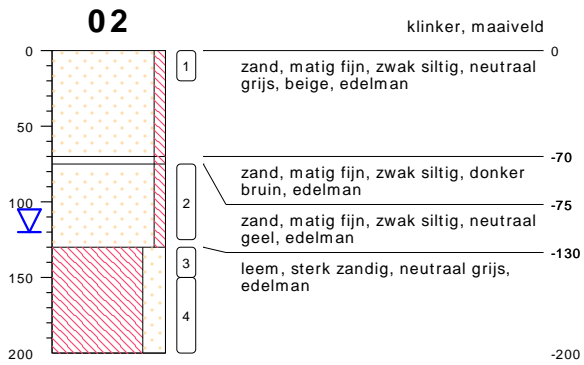 02
klinker, maaiveld
0
0
1
zand, matig fijn, zwak siltig, neutraal
grijs, beige, edelman
50
-70
zand, matig fijn, zwak siltig, donker
bruin, edelman
100
2
-75
zand, matig fijn, zwak siltig, neutraal
geel, edelman
-130
3
leem, sterk zandig, neutraal grijs,
edelman
150
4
200
-200